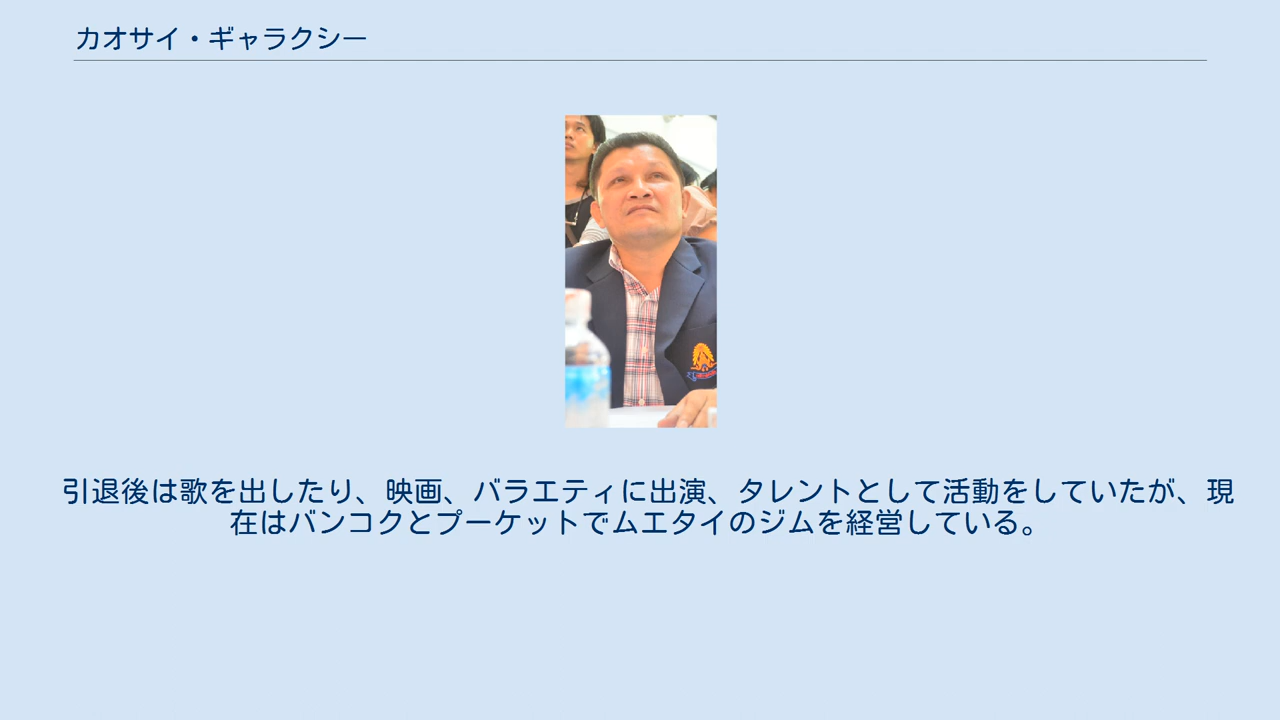 カオサイ・ギャラクシー
引退後は歌を出したり、映画、バラエティに出演、タレントとして活動をしていたが、現
在はバンコクとプーケットでムエタイのジムを経営している。